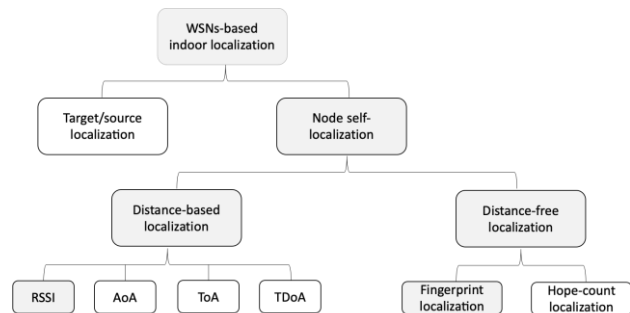 WSNs-based
indoor localization
Target/source
localization
Node self-
localization
Distance-based
localization
Distance-free
localization
RSSI
AoA
ToA
TDoA
Fingerprint
localization
Hope-count
localization